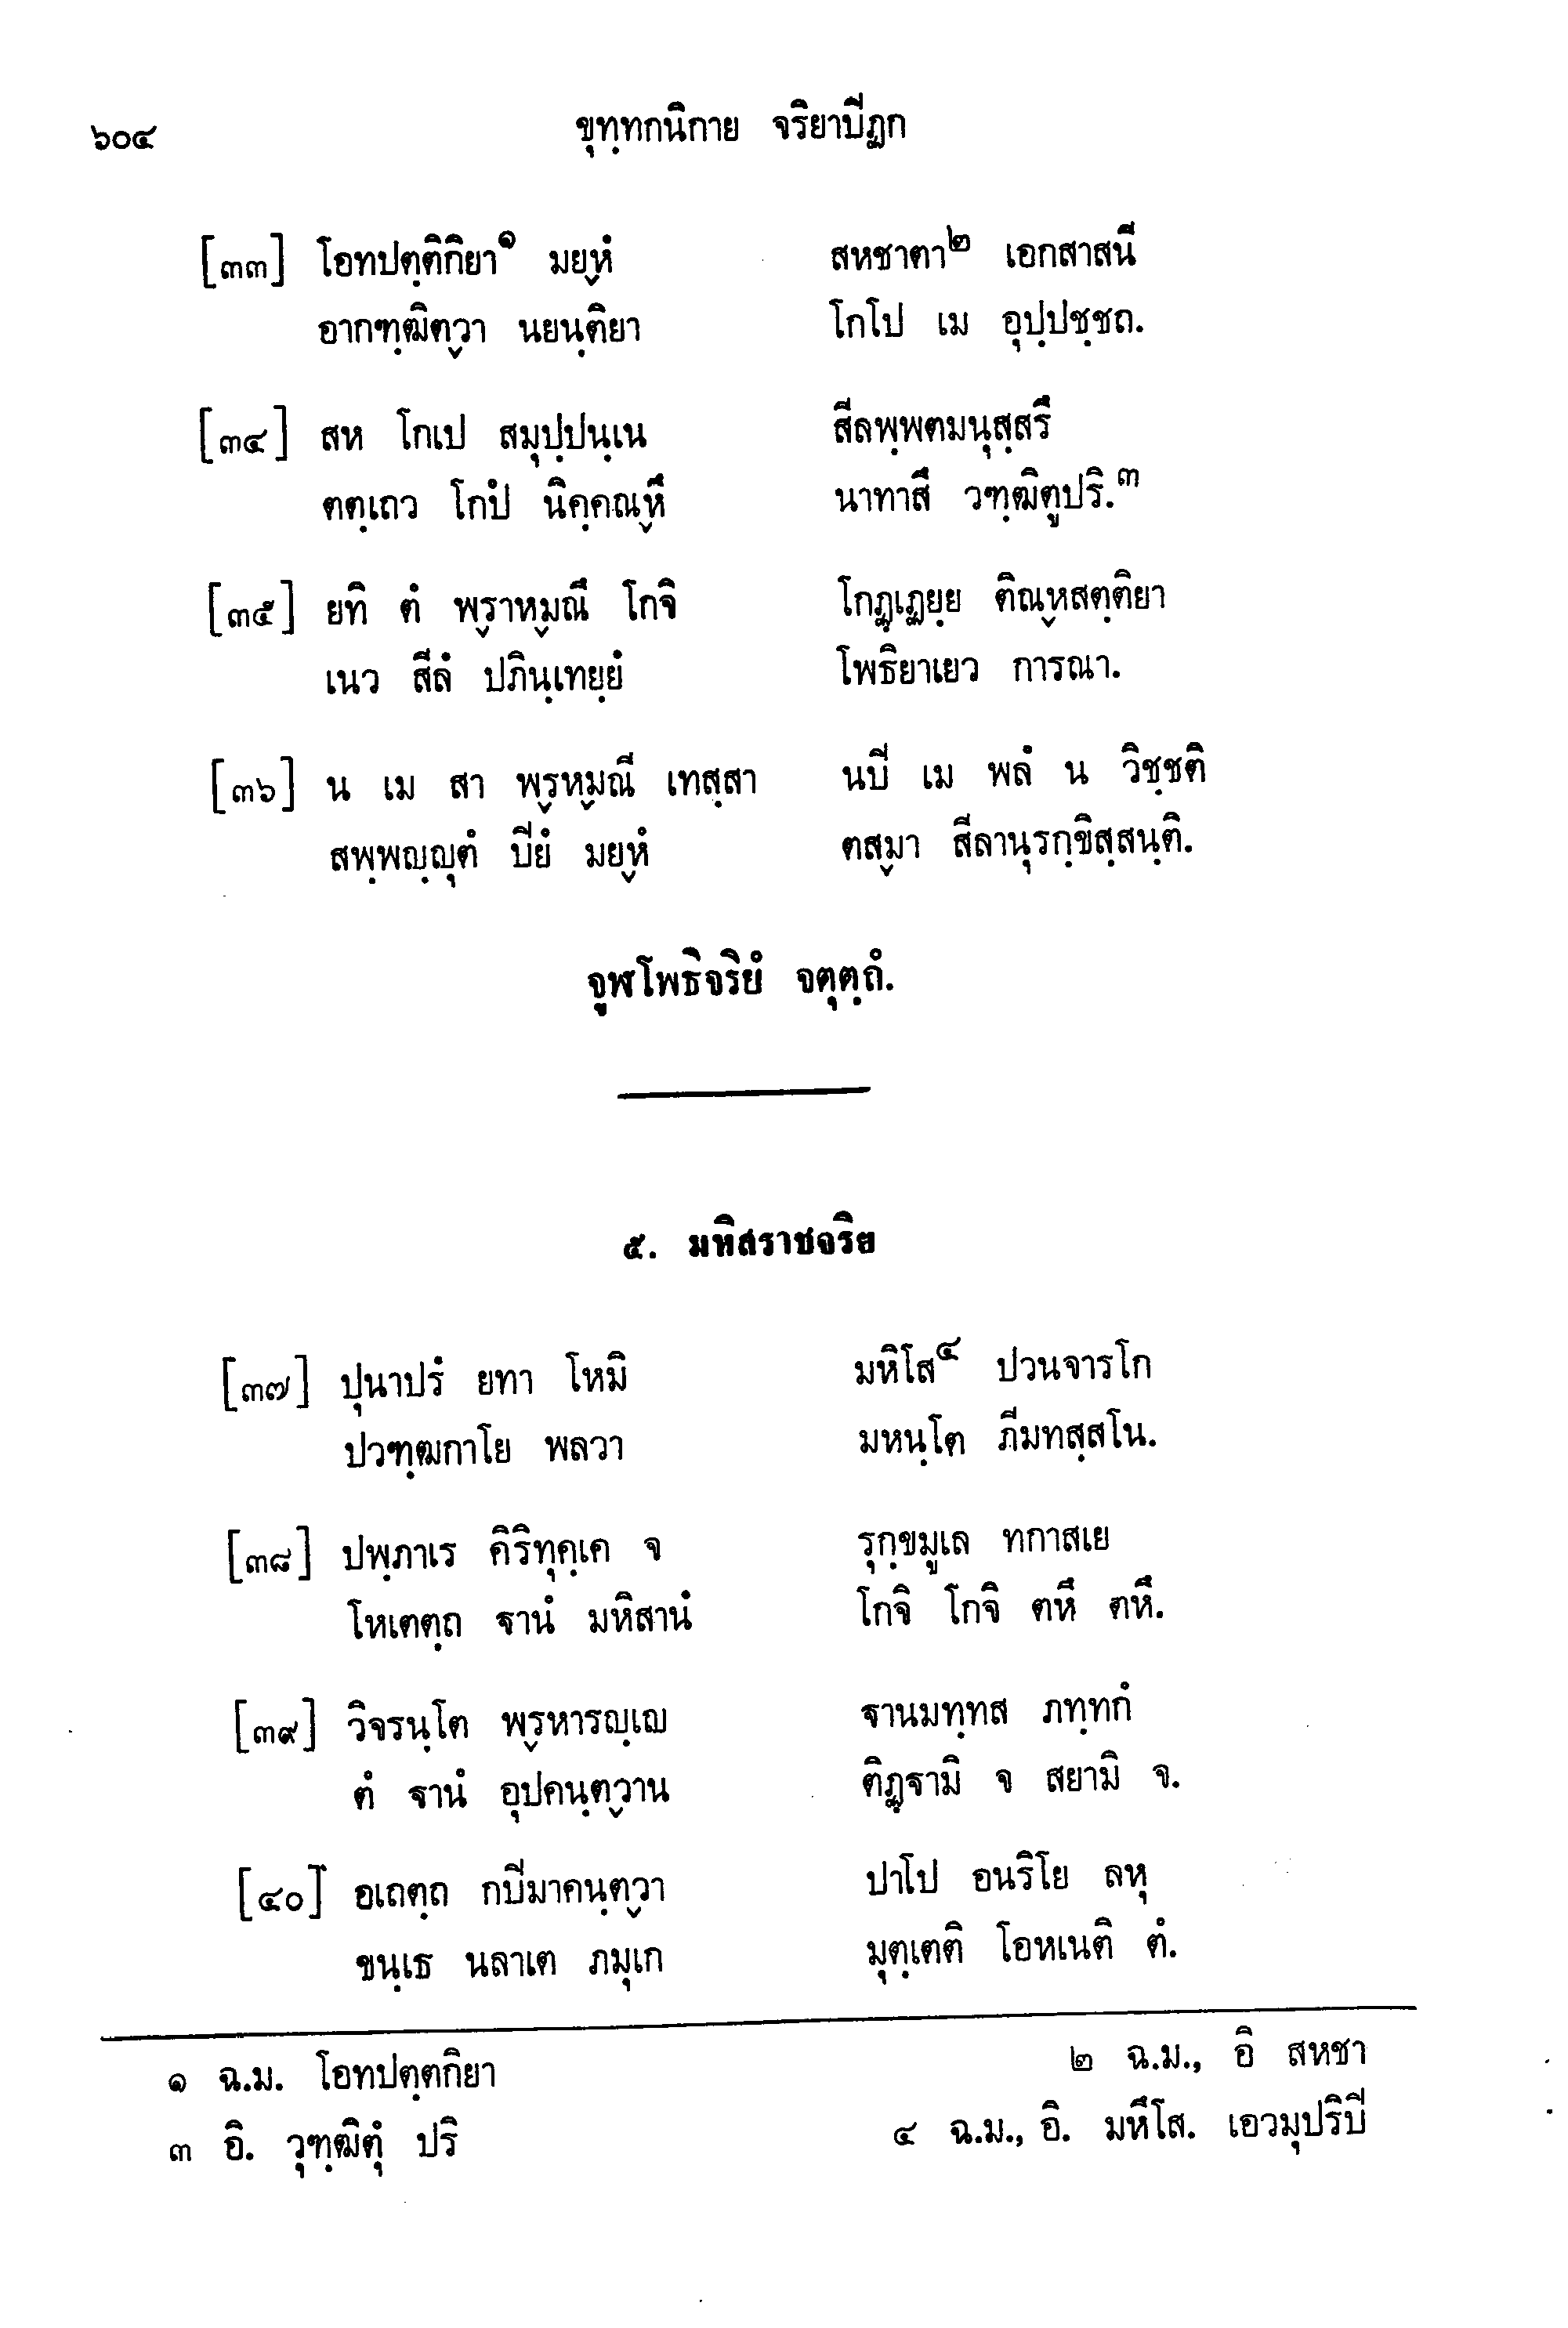 ๖๐๔ ขุทฺทกนิกาย จริยาปีฏก
[๓๓] โอทปตฺติกิยา๑ มยฺหํ สหชาตา๒ เอกสาสนี
อากฑฺฒิตฺวา นยนฺติยา โกโป เม อุปฺปชฺชถ.
[๓๔] สห โกเป สมุปฺปนฺเน สีลพฺพตมนุสฺสรึ
ตตฺเถว โกปํ นิคฺคณฺหึ นาทาสึ วฑฺฒิตูปริ.๓
[๓๕] ยทิ ตํ พฺราหฺมณึ โกจิ โกฏฺเฏยฺย ติณฺหสตฺติยา
เนว สีลํ ปภินฺเทยฺยํ โพธิยาเยว การณา.
[๓๖] น เม สา พฺรหฺมณี เทสฺสา นปี เม พลํ น วิชฺชติ
สพฺพญฺญุตํ ปียํ มยฺหํ ตสฺมา สีลานุรกฺขิสฺสนฺติ.
จูฬโพธิจริยํ จตุตฺถํ.
๕. มหิสราชจริย
[๓๗] ปุนาปรํ ยทา โหมิ มหิโส๔ ปวนจารโก
ปวฑฺฒกาโย พลวา มหนฺโต ภีมทสฺสโน.
[๓๘] ปพฺภาเร คิริทุคฺเค จ รุกฺขมูเล ทกาสเย
โหเตตฺถ ฐานํ มหิสานํ โกจิ โกจิ ตหึ ตหึ.
[๓๙] วิจรนฺโต พฺรหารญฺเญ ฐานมทฺทส ภทฺทกํ
ตํ ฐานํ อุปคนฺตฺวาน ติฏฺฐามิ จ สยามิ จ.
[๔๐] อเถตฺถ กปีมาคนฺตฺวา ปาโป อนริโย ลหุ
ขนฺเธ นลาเต ภมุเก มุตฺเตติ โอหเนติ ตํ.
๑ ฉ.ม. โอทปตฺตกิยา ๒ ฉ.ม., อิ สหชา
๓ อิ. วุฑฺฒิตุํ ปริ ๔ ฉ.ม., อิ. มหึโส. เอวมุปริปี